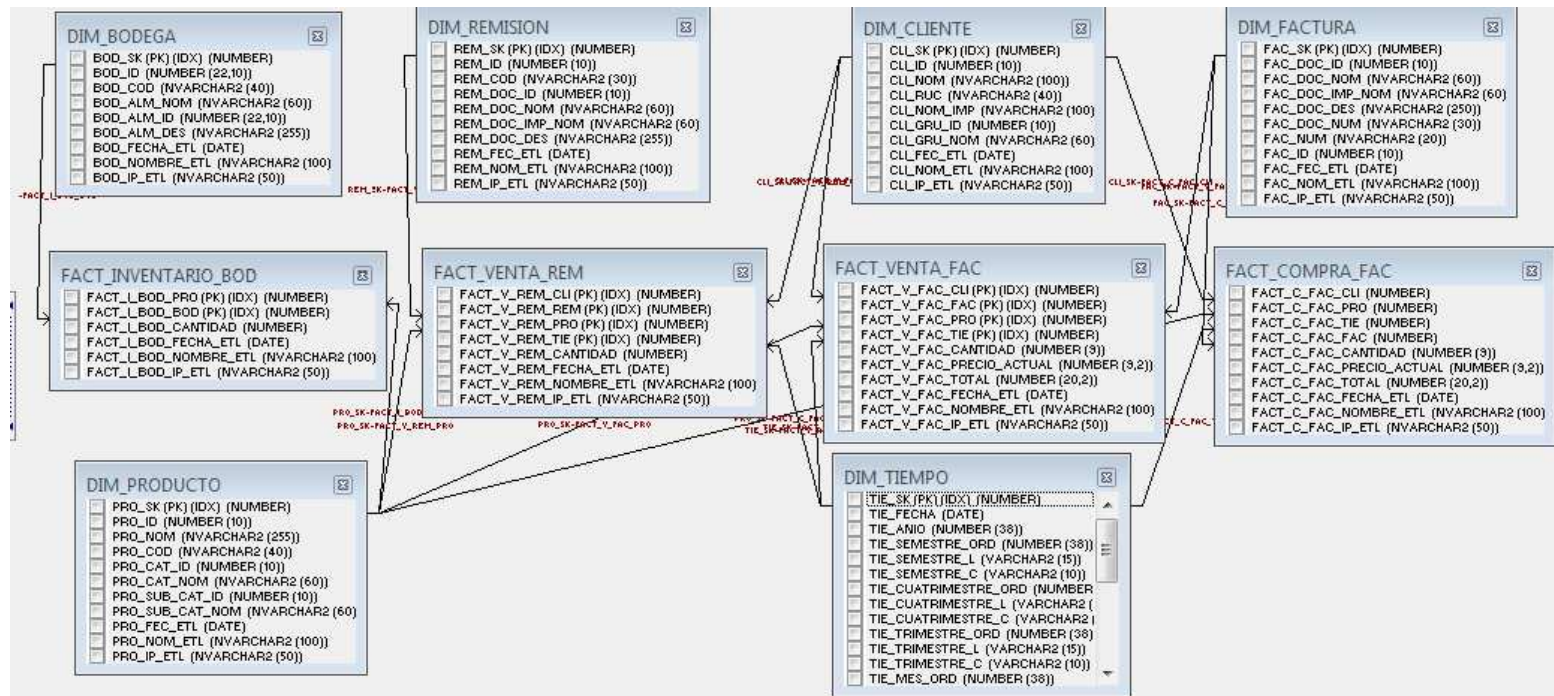 DIM_BODEGA
BOD_SK (PK) (IDX) (NUMBER)
BOD_ID (NUMBER (22,10))
BOD_COD (NVARCHAR2 (40))
BOD_ALM_NOM (NVARCHAR2 (60))
BOD_ALM_ID (NUMBER (22,10))
BOD_ALM_DES (NVARCHAR2 (255))
BOD_FECHA_ETL (DATE)
BOD_NOMBRE_ETL (NVARCHAR2 (100)
BOD_IP_ETL (NVARCHAR2 (50))
DIM_REMISION
REM_SK (PK) (IDX) (NUMBER)
REM_ID (NUMBER (10))
REM_COD (NVARCHAR2 (30))
REM_DOC_ID (NUMBER (10))
REM_DOC_NOM (NVARCHAR2 (60))
REM_DOC_IMP_NOM (NVARCHAR2 (60)
REM_DOC_DES (NVARCHAR2 (255))
REM_FEC_ETL (DATE)
REM_NOM_ETL (NVARCHAR2 (100))
REM_IP_ETL (NVARCHAR2 (50))
DIM_CLIENTE
CLI_SK (PK) (IDX) (NUMBER)
CLI_ID (NUMBER (10))
CLI_NOM (NVARCHAR2 (100))
CLI_RUC (NVARCHAR2 (40))
CLI_NOM_IMP (NVARCHAR2 (100)
CLI_GRU_ID (NUMBER (10))
CLI_GRU_NOM (NVARCHAR2 (60)
CLI_FEC_ETL (DATE)
CLI_NOM_ETL (NVARCHAR2 (100)
CLI_IP_ETL (NVARCHAR2 (50))
DIM_FACTURA
FAC_SK (PK) (IDX) (NUMBER)
FAC_DOC_ID (NUMBER (10))
FAC_DOC_NOM (NVARCHAR2 (60))
FAC_DOC_IMP_NOM (NVARCHAR2 (60)
FAC_DOC_DES (NVARCHAR2 (250))
FAC_DOC_NUM (NVARCHAR2 (30))
FAC_NUM (NVARCHAR2 (20))
FAC_ID (NUMBER (10))
FAC_FEC_ETL (DATE)
FAC_NOM_ETL (NVARCHAR2 (100))
FAC_IP_ETL (NVARCHAR2 (50))
FACT_INVENTARIO_BOD
FACT_I_BOD_PRO (PK) (IDX) (NUMBER)
FACT_I_BOD_BOD (PK) (IDX) (NUMBER)
FACT_I_BOD_CANTIDAD (NUMBER)
FACT_I_BOD_FECHA_ETL (DATE)
FACT_I_BOD_NOMBRE_ETL (NVARCHAR2 (100)
FACT_I_BOD_IP_ETL (NVARCHAR2 (50))
FACT_VENTA_REM
FACT_V_REM_CLI (PK) (IDX) (NUMBER)
FACT_V_REM_REM (PK) (IDX) (NUMBER)
FACT_V_REM_PRO (PK) (IDX) (NUMBER)
FACT_V_REM_TIE (PK) (IDX) (NUMBER)
FACT_V_REM_CANTIDAD (NUMBER)
FACT_V_REM_FECHA_ETL (DATE)
FACT_V_REM_NOMBRE_ETL (NVARCHAR2 (100)
FACT_V_REM_IP_ETL (NVARCHAR2 (50))
FACT_VENTA_FAC
FACT_V_FAC_CLI (PK) (IDX) (NUMBER)
FACT_V_FAC_FAC (PK) (IDX) (NUMBER)
FACT_V_FAC_PRO (PK) (IDX) (NUMBER)
FACT_V_FAC_TIE (PK) (IDX) (NUMBER)
FACT_V_FAC_CANTIDAD (NUMBER (9))
FACT_V_FAC_PRECIO_ACTUAL (NUMBER (9,2))
FACT_V_FAC_TOTAL (NUMBER (20,2))
FACT_V_FAC_FECHA_ETL (DATE)
FACT_V_FAC_NOMBRE_ETL (NVARCHAR2 (100)
FACT_V_FAC_IP_ETL (NVARCHAR2 (50))
FACT_COMPRA_FAC
FACT_C_FAC_CLI (NUMBER)
FACT_C_FAC_PRO (NUMBER)
FACT_C_FAC_TIE (NUMBER)
FACT_C_FAC_FAC (NUMBER)
FACT_C_FAC_CANTIDAD (NUMBER (9))
FACT_C_FAC_PRECIO_ACTUAL (NUMBER (9,2))
FACT_C_FAC_TOTAL (NUMBER (20,2))
FACT_C_FAC_FECHA_ETL (DATE)
FACT_C_FAC_NOMBRE_ETL (NVARCHAR2 (100)
FACT_C_FAC_IP_ETL (NVARCHAR2 (50))
PRO_SK-FACT_I_BOD
PRO_SK-FACT_V_REM_PRO
PRO_SK-FACT_V_FAC_PRO
DIM_PRODUCTO
PRO_SK (PK) (IDX) (NUMBER)
PRO_ID (NUMBER (10))
PRO_NOM (NVARCHAR2 (255))
PRO_COD (NVARCHAR2 (40))
PRO_CAT_ID (NUMBER (10))
PRO_CAT_NOM (NVARCHAR2 (60))
PRO_SUB_CAT_ID (NUMBER (10))
PRO_SUB_CAT_NOM (NVARCHAR2 (60)
PRO_FEC_ETL (DATE)
PRO_NOM_ETL (NVARCHAR2 (100))
PRO_IP_ETL (NVARCHAR2 (50))
DIM_TIEMPO
TIE_SK (PK) (IDX) (NUMBER)
TIE_FECHA (DATE)
TIE_ANIO (NUMBER (38))
TIE_SEMESTRE_ORD (NUMBER (38))
TIE_SEMESTRE_L (VARCHAR2 (15))
TIE_SEMESTRE_C (VARCHAR2 (10))
TIE_CUATRIMESTRE_ORD (NUMBER
TIE_CUATRIMESTRE_L (VARCHAR2 (
TIE_CUATRIMESTRE_C (VARCHAR2 (
TIE_TRIMESTRE_ORD (NUMBER (38)
TIE_TRIMESTRE_L (VARCHAR2 (15))
TIE_TRIMESTRE_C (VARCHAR2 (10))
TIE_MES_ORD (NUMBER (38))